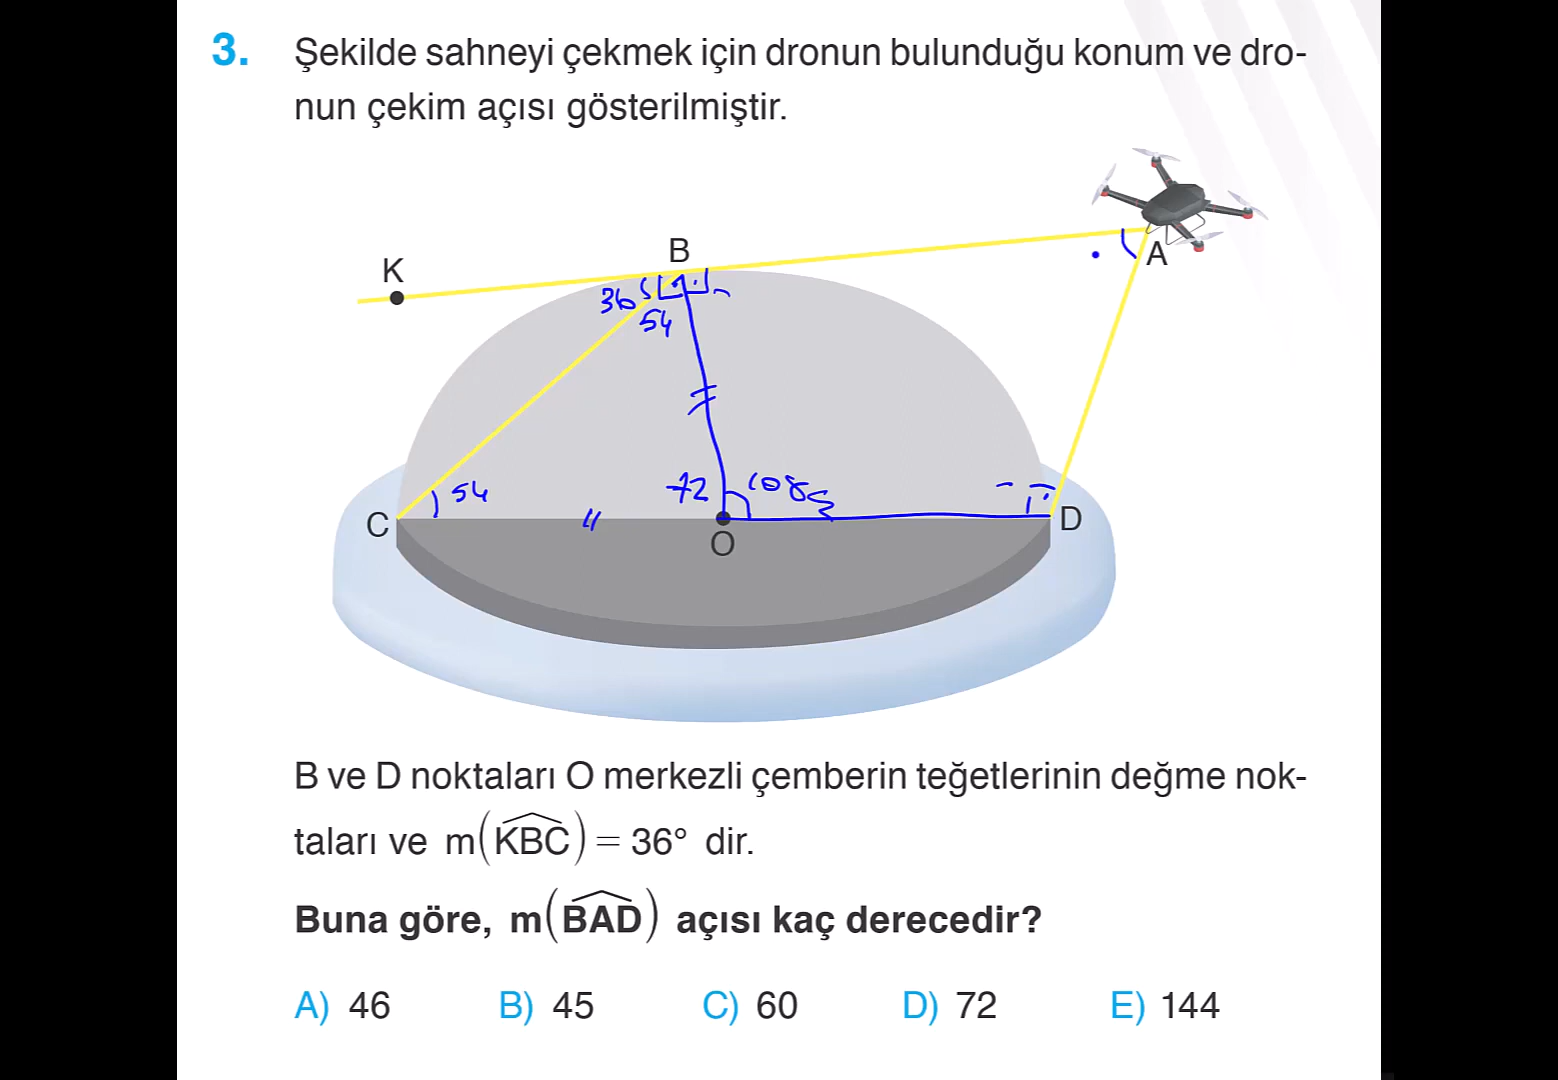 3. Şekilde sahneyi çekmek için dronun bulunduğu konum ve dro-
nun çekim açısı gösterilmiştir.
K
B
A
36
54
54
72
108
C
O
D
B ve D noktaları O merkezli çemberin teğetlerinin değme nok-
taları ve m(KBC) = 36° dir.
Buna göre, m(BAD) açısı kaç derecedir?
A) 46 B) 45 C) 60 D) 72 E) 144